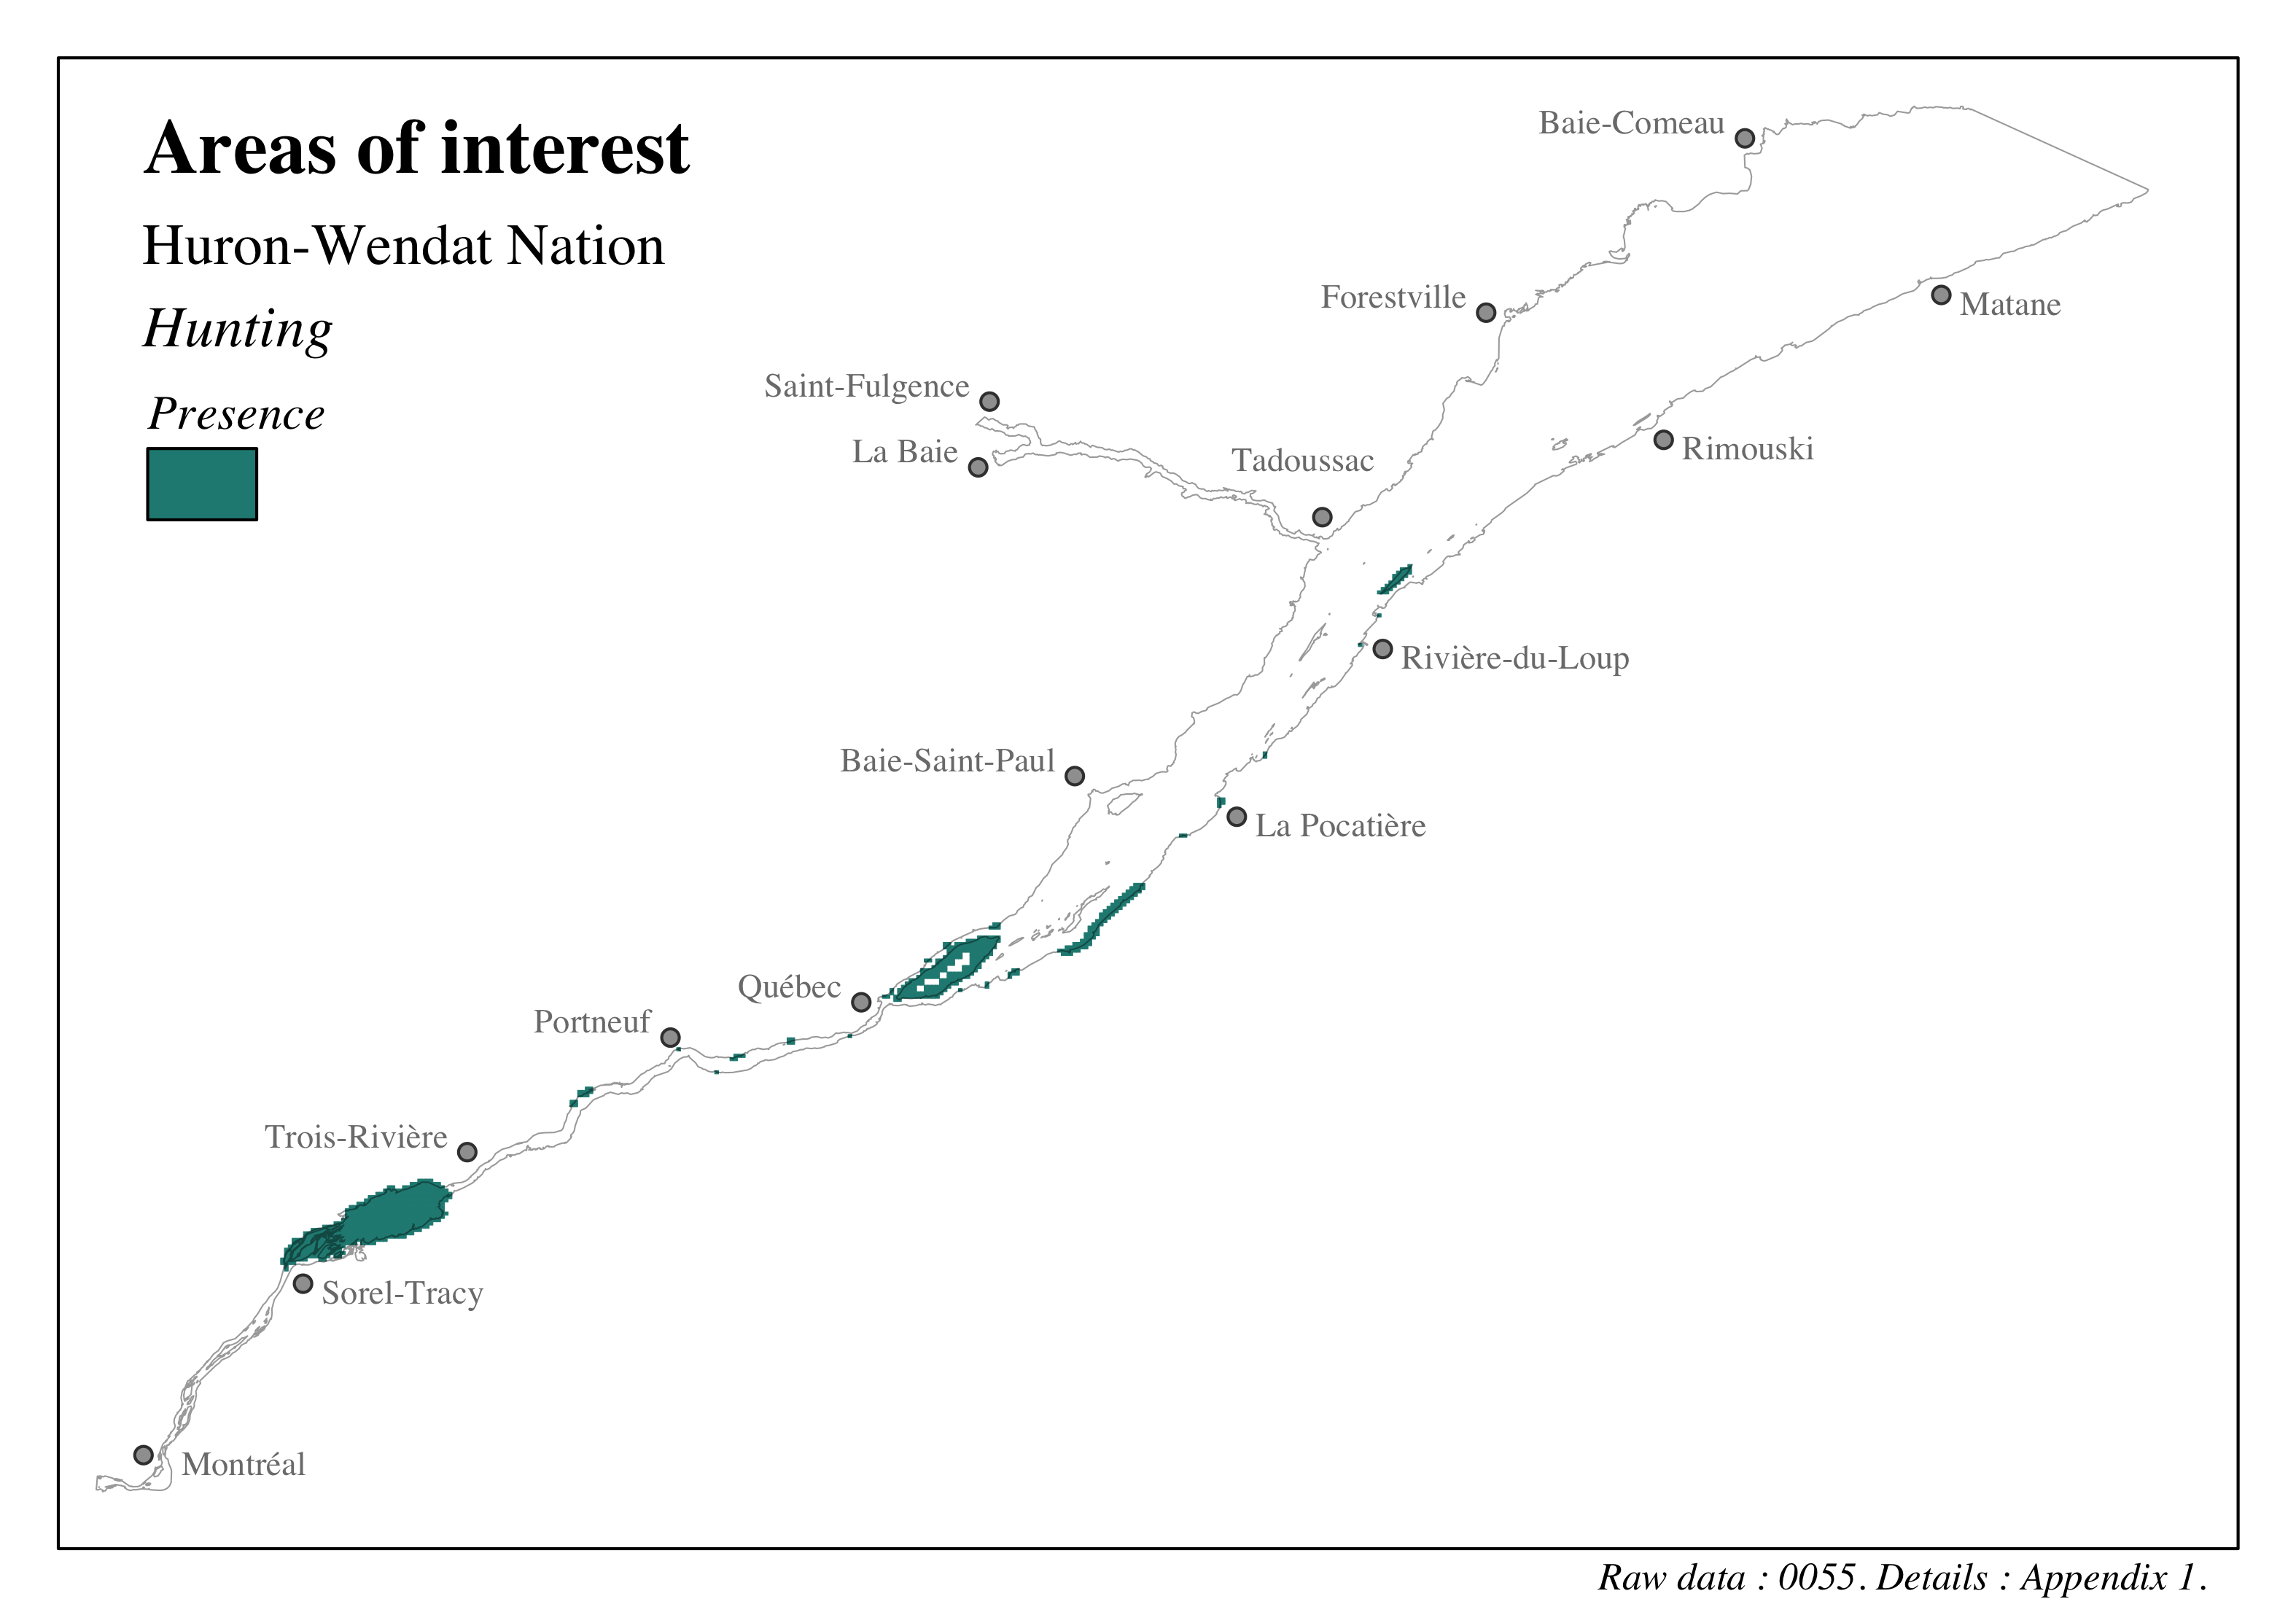 Areas of interest
Huron-Wendat Nation
Hunting
Presence
Baie-Comeau
Forestville
Matane
Saint-Fulgence
La Baie
Tadoussac
Rimouski
Rivière-du-Loup
Baie-Saint-Paul
La Pocatière
Québec
Portneuf
Trois-Rivière
Sorel-Tracy
Montréal
Raw data : 0055. Details : Appendix 1.